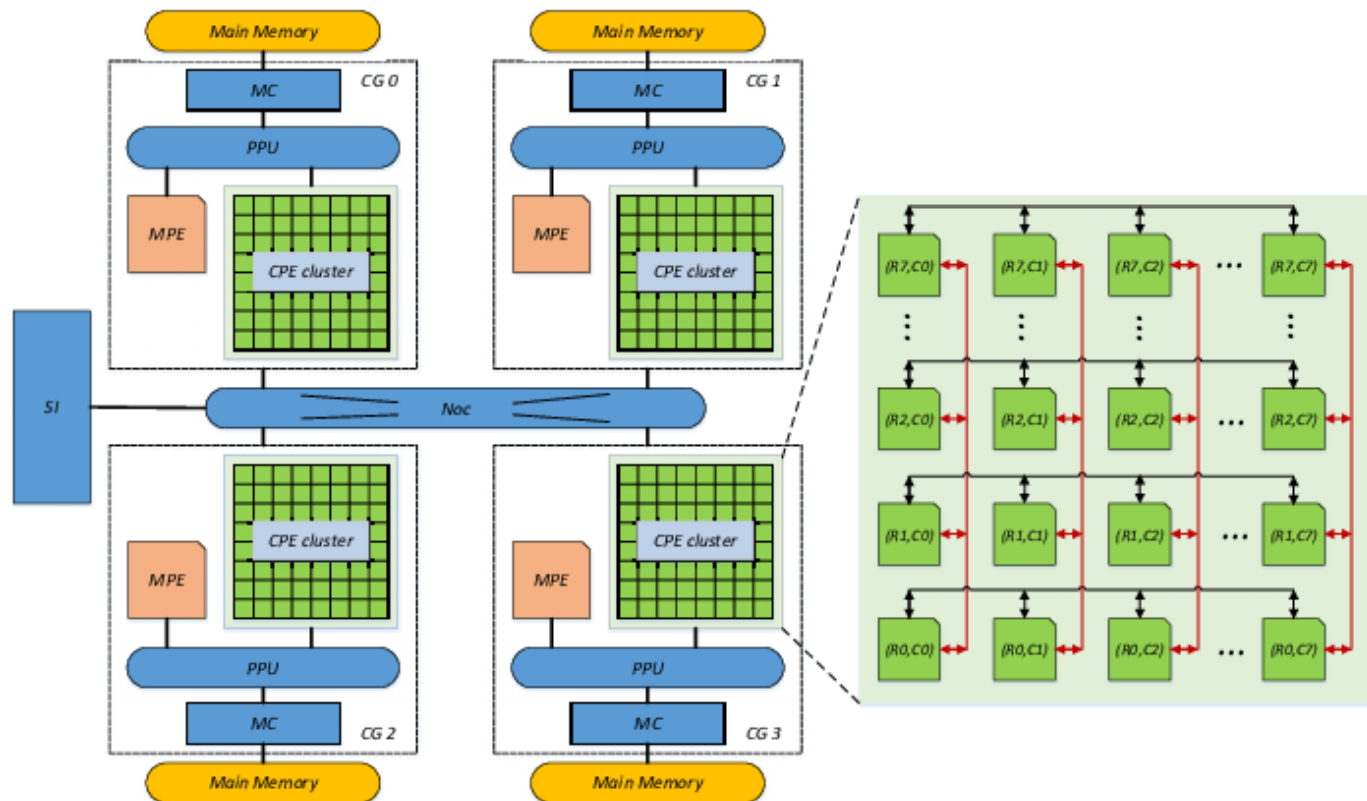 Main Memory
MC
CG 0
PPU
MPE
CPE cluster
Main Memory
MC
CG 1
PPU
MPE
CPE cluster
SI
Noc
CPE cluster
MPE
PPU
MC
CG 2
Main Memory
CPE cluster
MPE
PPU
MC
CG 3
Main Memory
(R7,C0) (R7,C1) (R7,C2) ... (R7,C7)
(R2,C0) (R2,C1) (R2,C2) ... (R2,C7)
(R1,C0) (R1,C1) (R1,C2) ... (R1,C7)
(R0,C0) (R0,C1) (R0,C2) ... (R0,C7)